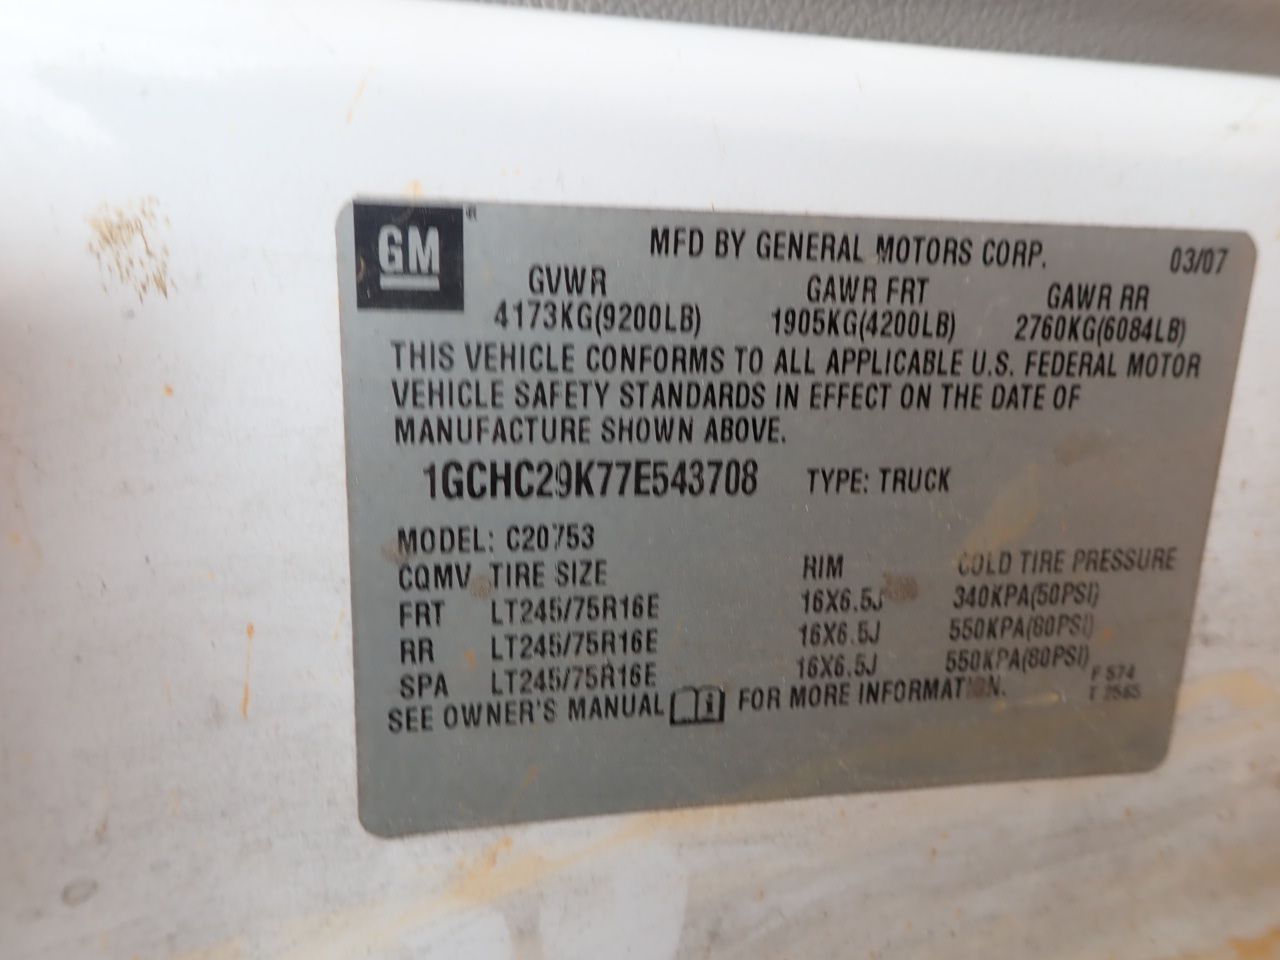 GM
MFD BY GENERAL MOTORS CORP. 03/07
GVWR GAWR FRT GAWR RR
4173KG(9200LB) 1905KG(4200LB) 2760KG(6084LB)
THIS VEHICLE CONFORMS TO ALL APPLICABLE U.S. FEDERAL MOTOR
VEHICLE SAFETY STANDARDS IN EFFECT ON THE DATE OF
MANUFACTURE SHOWN ABOVE.
1GCHC29K77E543708 TYPE: TRUCK
MODEL: C20753
CQMV TIRE SIZE RIM COLD TIRE PRESSURE
FRT LT245/75R16E 16X6.5J 340KPA(50PSI)
RR LT245/75R16E 16X6.5J 550KPA(80PSI)
SPA LT245/75R16E 16X6.5J 550KPA(80PSI)
SEE OWNER'S MANUAL FOR MORE INFORMATION.
F 574
T 2565